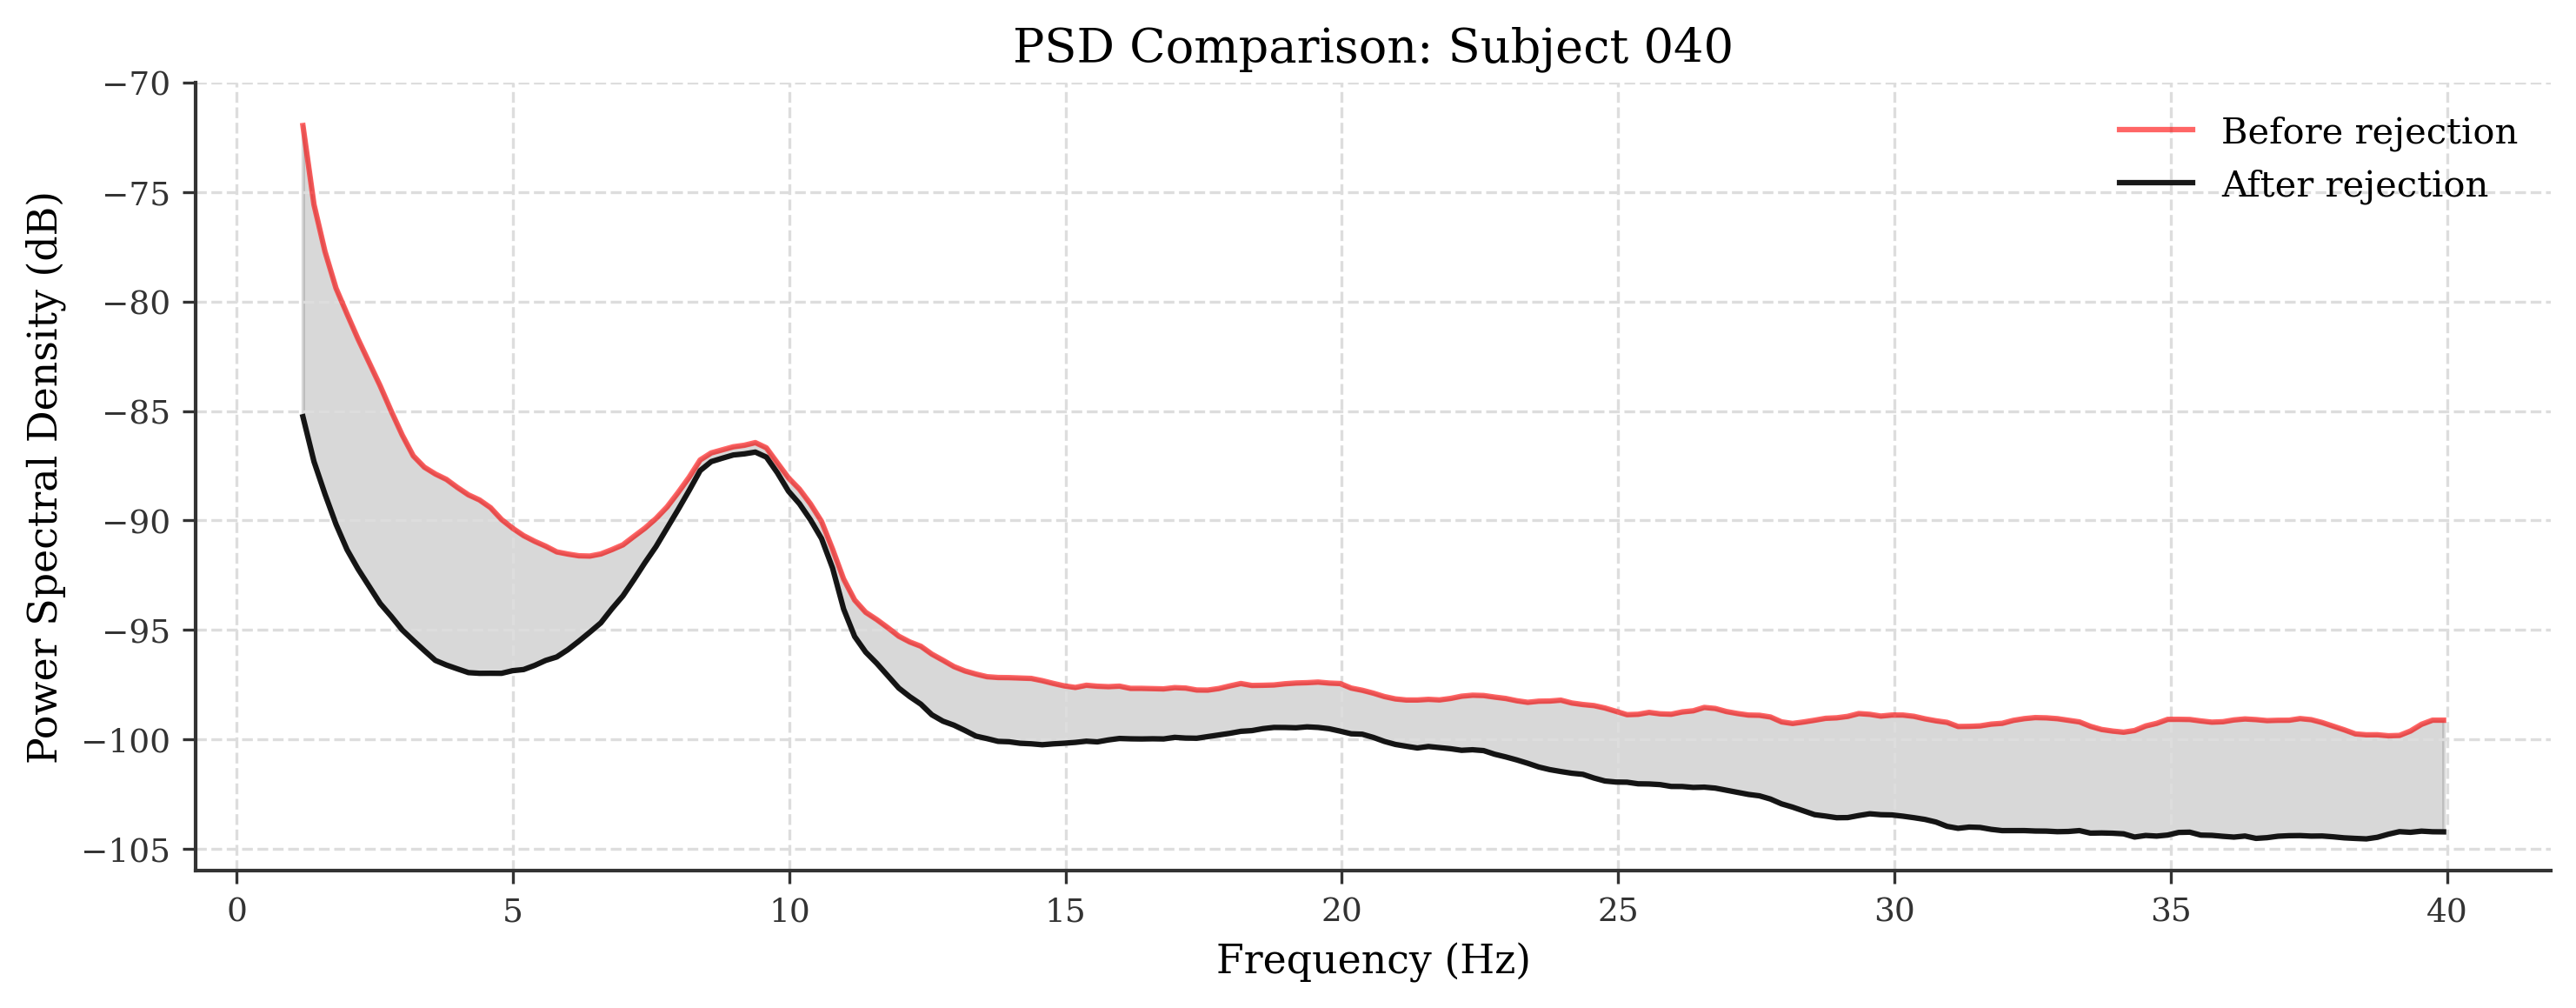 PSD Comparison: Subject 040
Before rejection
After rejection
Power Spectral Density (dB)
−70
−75
−80
−85
−90
−95
−100
−105
0 5 10 15 20 25 30 35 40
Frequency (Hz)